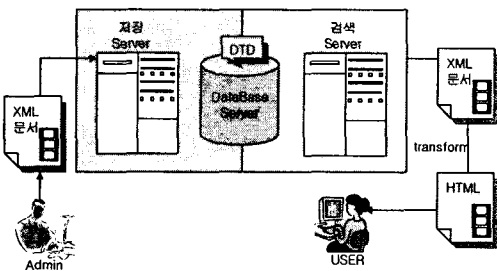 저장
Server
DTD
DataBase
Server
검색
Server
XML
문서
XML
문서
transform
HTML
Admin
USER